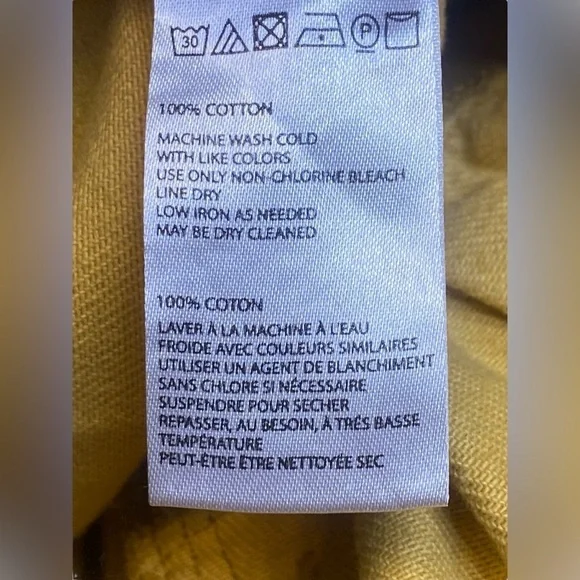 30
P
100% COTTON
MACHINE WASH COLD
WITH LIKE COLORS
USE ONLY NON-CHLORINE BLEACH
LINE DRY
LOW IRON AS NEEDED
MAY BE DRY CLEANED
100% COTON
LAVER À LA MACHINE À L'EAU
FROIDE AVEC COULEURS SIMILAIRES
UTILISER UN AGENT DE BLANCHIMENT
SANS CHLORE SI NÉCESSAIRE
SUSPENDRE POUR SÉCHER
REPASSER, AU BESOIN, À TRÉS BASSE
TEMPÉRATURE
PEUT-ÊTRE ÊTRE NETTOYÉE SEC